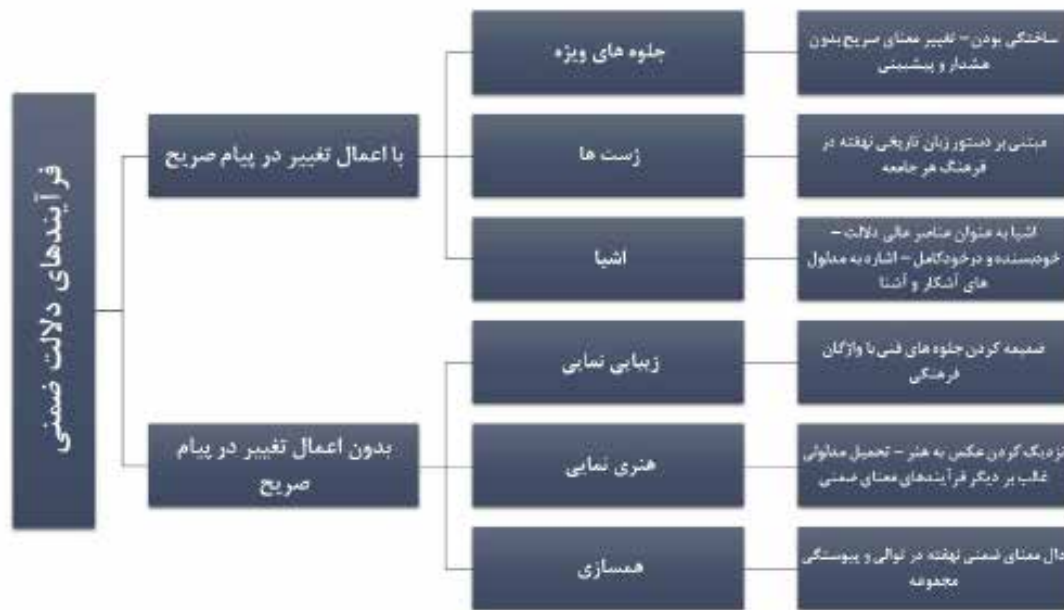 فرآیندهای دلالت ضمنی
با اعمال تغییر در پیام صریح
جلوه های ویژه
ساختگی بودن – تغییر معنای صریح بدون
هشدار و پیشبینی
ژست ها
مبتنی بر دستور زبان تاریخی نهفته در
فرهنگ هر جامعه
اشیا
اشیا به عنوان عناصر عالی دلالت –
خودبسنده و در خود کامل – اشاره به مدلول
های آشکار و آشنا
بدون اعمال تغییر در پیام
صریح
زیبایی نمایی
ضمیمه کردن جلوه های فنی با واژگان
فرهنگی
هنری نمایی
نزدیک کردن عکس به هنر – تحمیل مدلولی
غالب بر دیگر فرآیندهای معنای ضمنی
همسازی
دال معنای ضمنی نهفته در توالی و پیوستگی
مجموعه